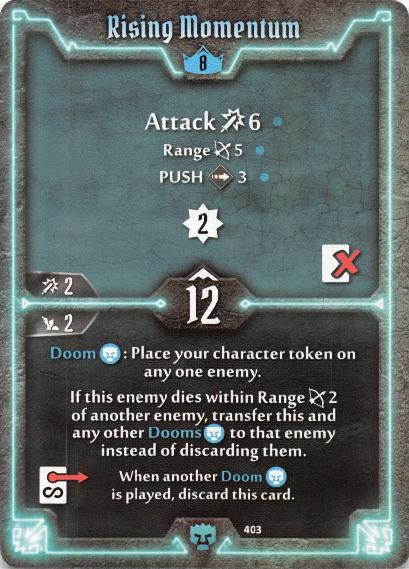 Rising Momentum
8
Attack 6
Range 5
PUSH 3
2
2
12
2
Doom : Place your character token on
any one enemy.
If this enemy dies within Range 2
of another enemy, transfer this and
any other Dooms to that enemy
instead of discarding them.
S
When another Doom
is played, discard this card.
403